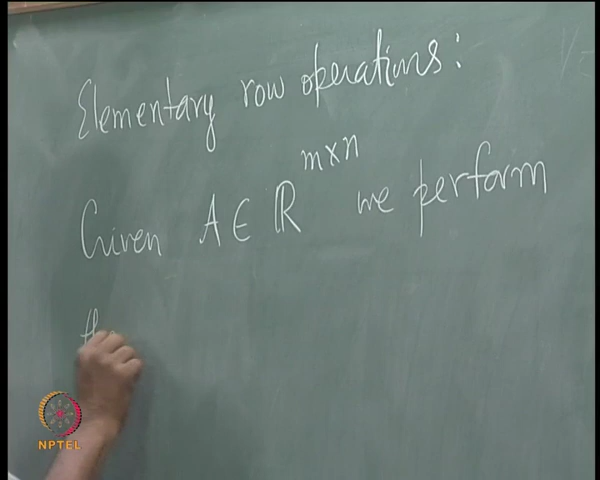 Elementary row operations:
Given A ∈ ℝ^{m×n} we perform
NPTEL